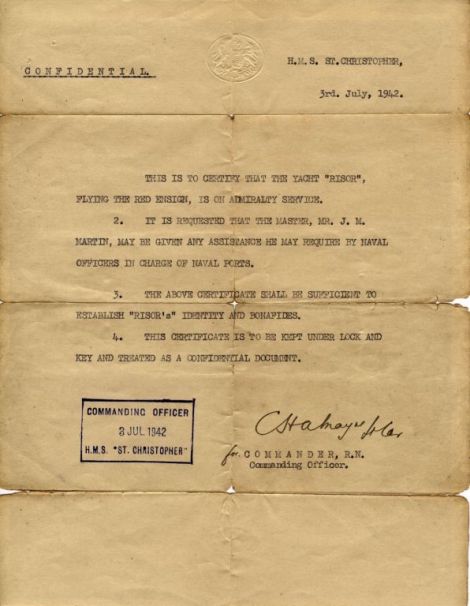 H.M.S. ST.CHRISTOPHER,
CONFIDENTIAL.
3rd. July, 1942.
THIS IS TO CERTIFY THAT THE YACHT "RISOR",
FLYING THE RED ENSIGN, IS ON ADMIRALTY SERVICE.
2. IT IS REQUESTED THAT THE MASTER, MR. J. M.
MARTIN, MAY BE GIVEN ANY ASSISTANCE HE MAY REQUIRE BY NAVAL
OFFICERS IN CHARGE OF NAVAL PORTS.
3. THE ABOVE CERTIFICATE SHALL BE SUFFICIENT TO
ESTABLISH "RISOR's" IDENTITY AND BONAFIDES.
4. THIS CERTIFICATE IS TO BE KEPT UNDER LOCK AND
KEY AND TREATED AS A CONFIDENTIAL DOCUMENT.
COMMANDING OFFICER
3 JUL 1942
H.M.S. "ST. CHRISTOPHER"
for COMMANDER, R.N.
Commanding Officer.